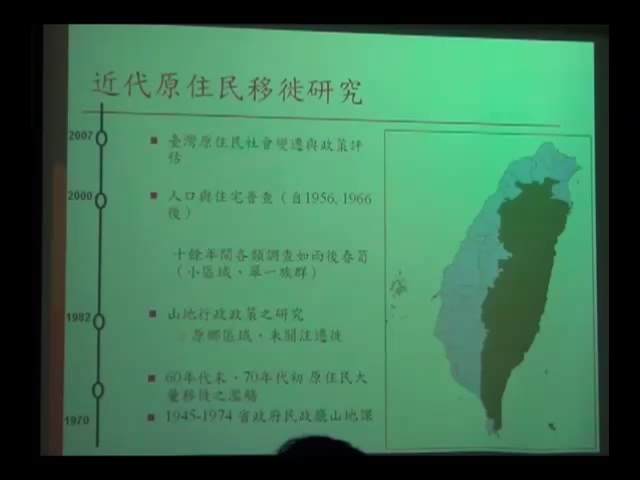 近代原住民移徙研究
2007
臺灣原住民社會變遷與政策評
估
2000
人口與住宅普查(自1956, 1966
後)
十餘年間各類調查如雨後春筍
(小區域、單一族群)
1982
山地行政政策之研究
原鄉區域,未關注遷徙
60年代末、70年代初 原住民大
量移徙之濫觴
1970
1945-1974 省政府民政廳山地課